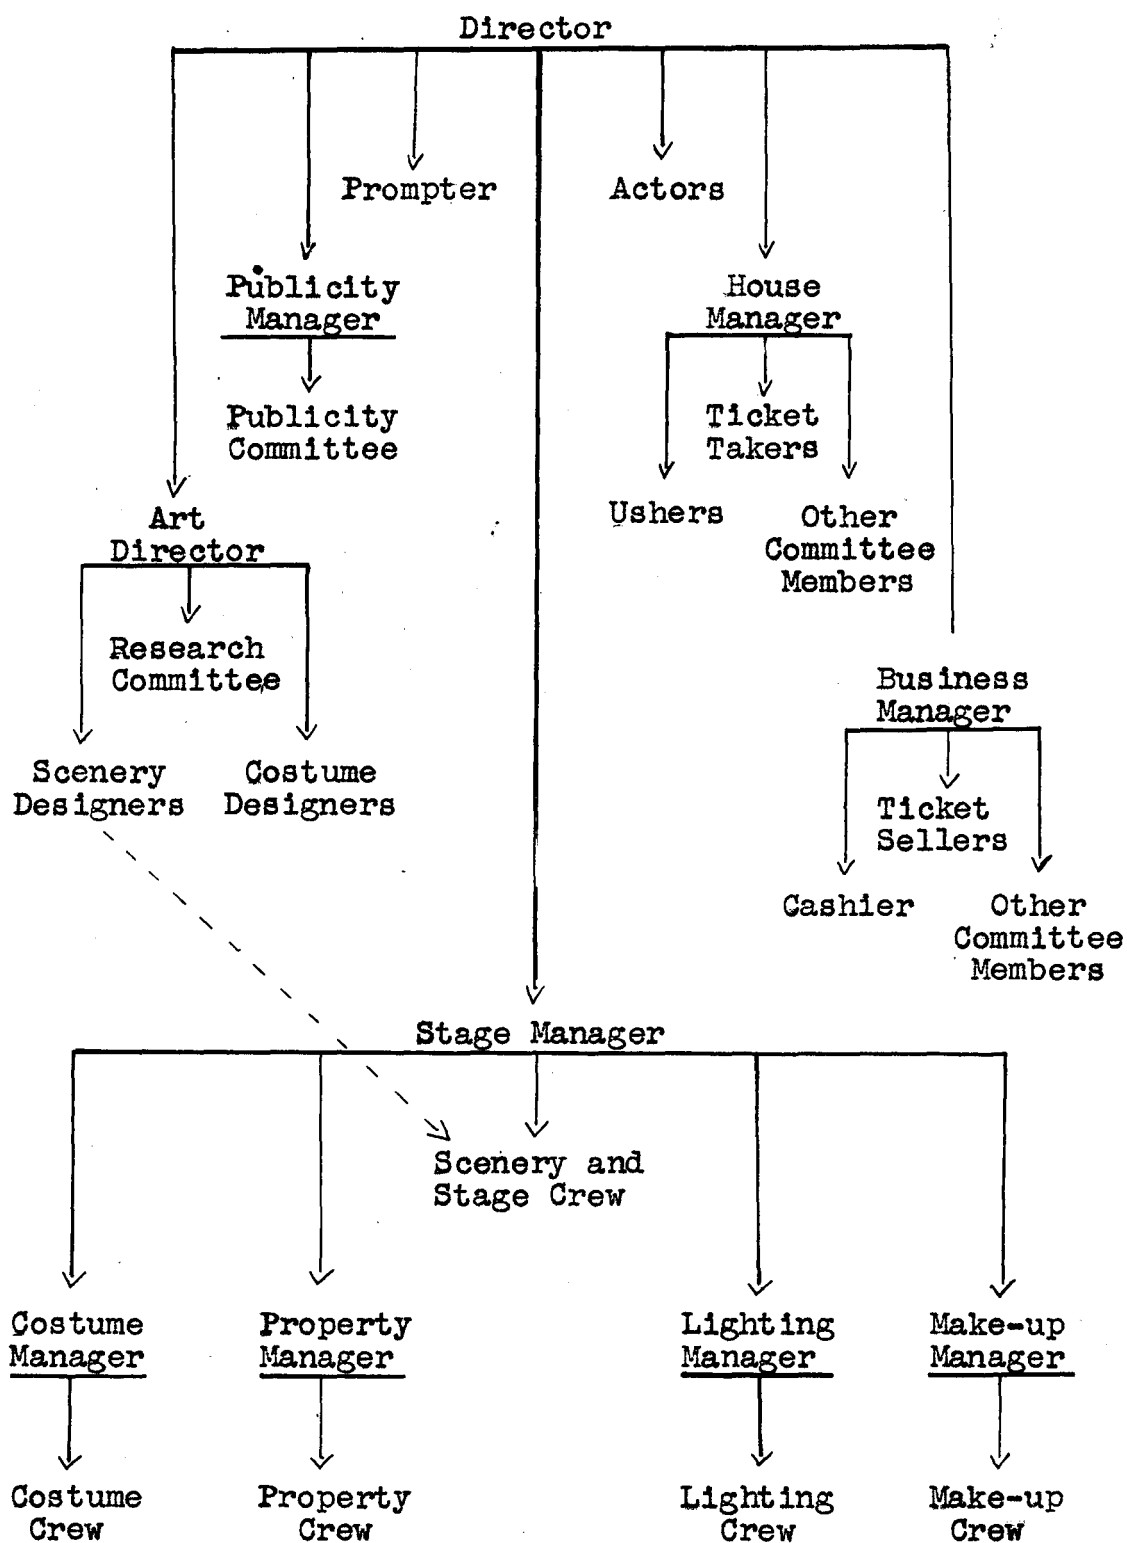 Director
Prompter
Actors
Publicity
Manager
House
Manager
Publicity
Committee
Ticket
Takers
Art
Director
Ushers
Other
Committee
Members
Research
Committee
Business
Manager
Scenery
Designers
Costume
Designers
Ticket
Sellers
Cashier
Other
Committee
Members
Stage Manager
Scenery and
Stage Crew
Costume
Manager
Property
Manager
Lighting
Manager
Make-up
Manager
Costume
Crew
Property
Crew
Lighting
Crew
Make-up
Crew